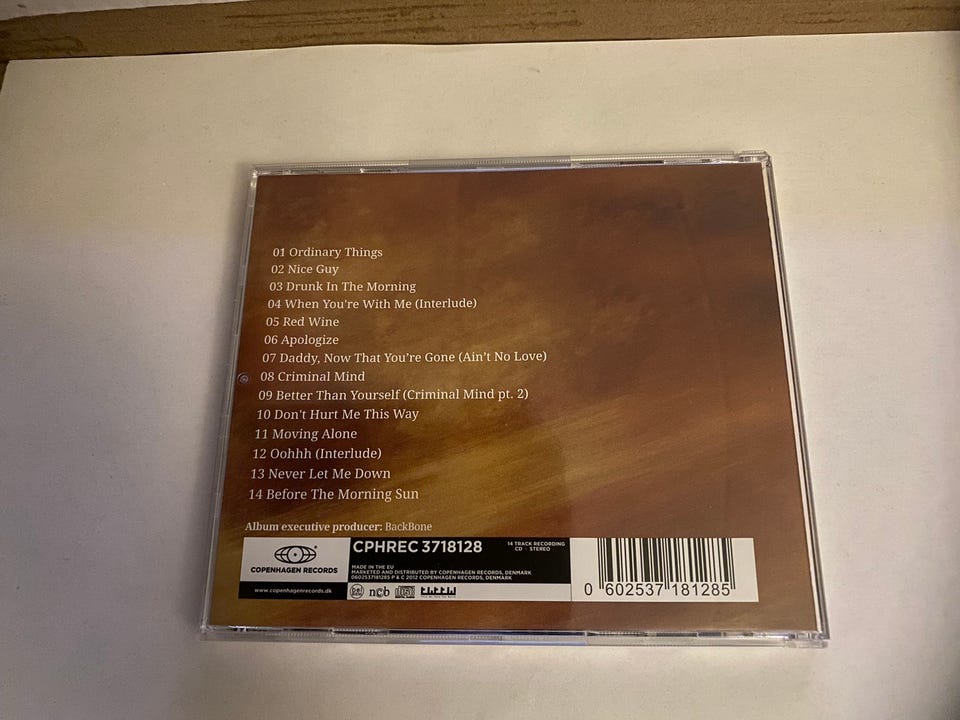 01 Ordinary Things
02 Nice Guy
03 Drunk In The Morning
04 When You're With Me (Interlude)
05 Red Wine
06 Apologize
07 Daddy, Now That You're Gone (Ain't No Love)
08 Criminal Mind
09 Better Than Yourself (Criminal Mind pt. 2)
10 Don't Hurt Me This Way
11 Moving Alone
12 Oohhh (Interlude)
13 Never Let Me Down
14 Before The Morning Sun
Album executive producer: BackBone
COPENHAGEN RECORDS
www.copenhagenrecords.dk
CPHREC 3718128
14 TRACK RECORDING
CD · STEREO
MADE IN THE EU
MARKETED AND DISTRIBUTED BY COPENHAGEN RECORDS, DENMARK
0602537181285 P & C 2012 COPENHAGEN RECORDS, DENMARK
ncb
0 602537 181285